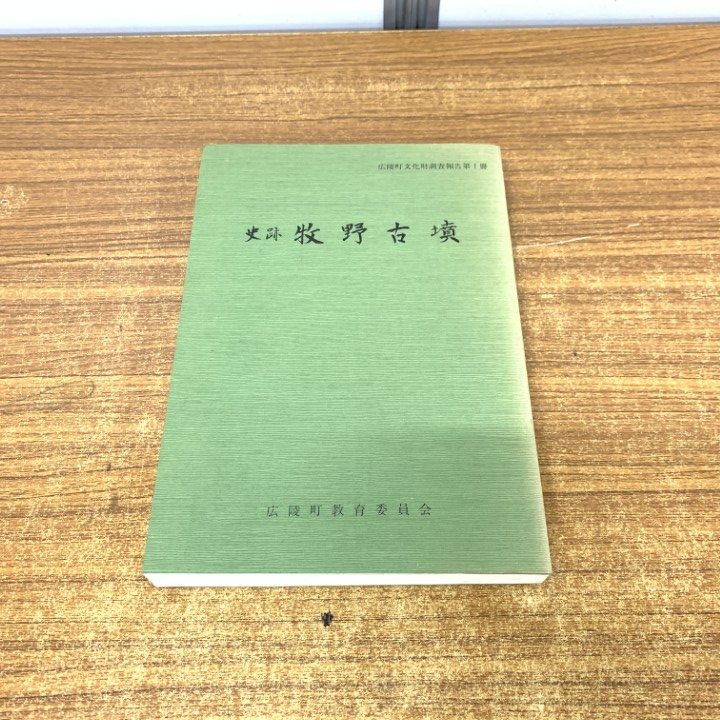 広陵町文化財調査報告第1冊
史跡 牧野古墳
広陵町教育委員会